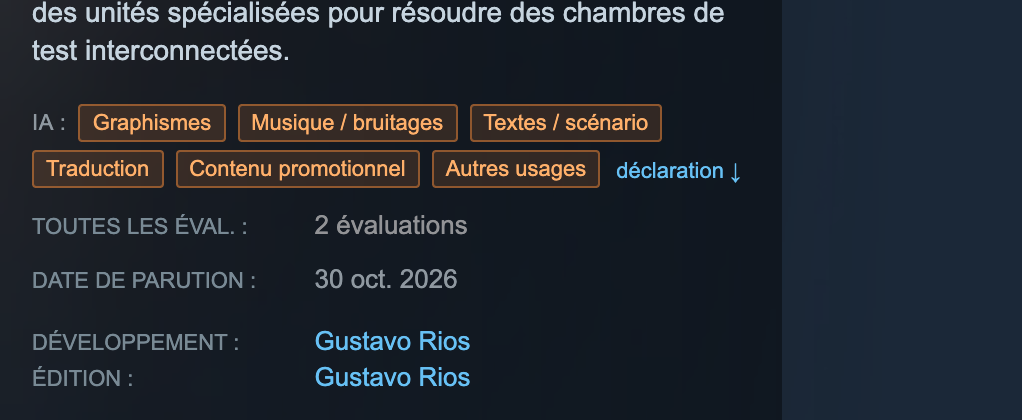 des unités spécialisées pour résoudre des chambres de
test interconnectées.
IA : Graphismes Musique / bruitages Textes / scénario
Traduction Contenu promotionnel Autres usages déclaration ↓
TOUTES LES ÉVAL. : 2 évaluations
DATE DE PARUTION : 30 oct. 2026
DÉVELOPPEMENT : Gustavo Rios
ÉDITION : Gustavo Rios